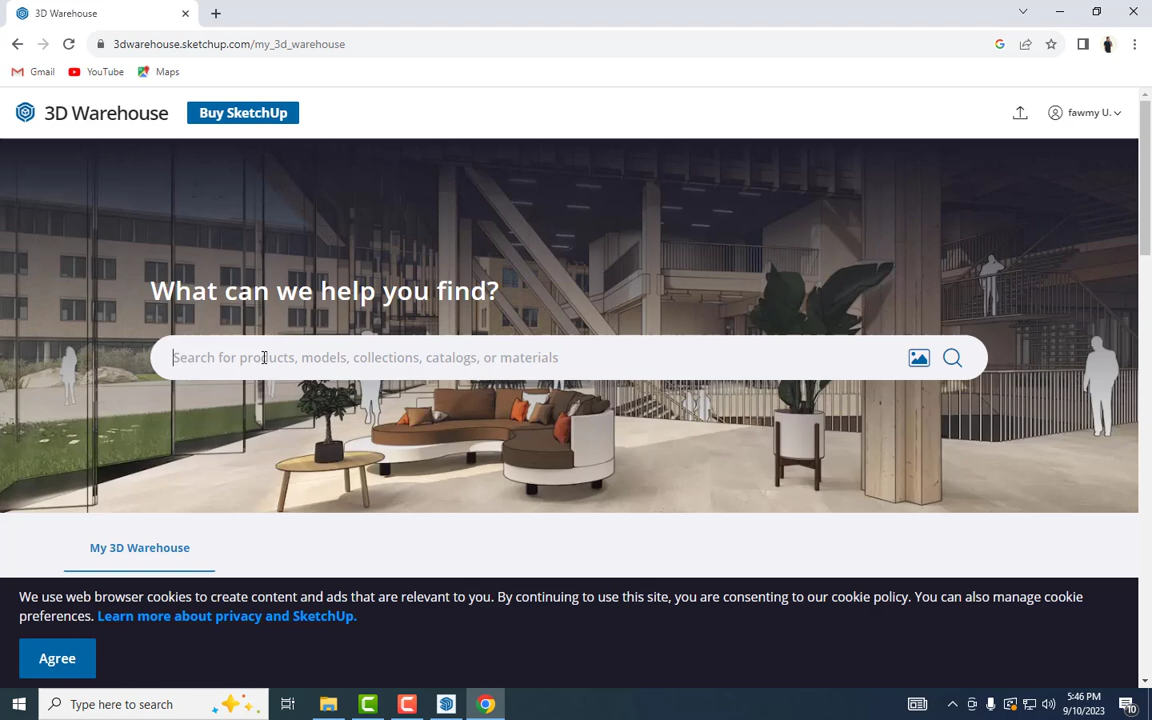 3D Warehouse
3dwarehouse.sketchup.com/my_3d_warehouse
Gmail YouTube Maps
3D Warehouse Buy SketchUp fawmy U.
What can we help you find?
Search for products, models, collections, catalogs, or materials
My 3D Warehouse
We use web browser cookies to create content and ads that are relevant to you. By continuing to use this site, you are consenting to our cookie policy. You can also manage cookie
preferences. Learn more about privacy and SketchUp.
Agree
Type here to search
5:46 PM
9/10/2023
10